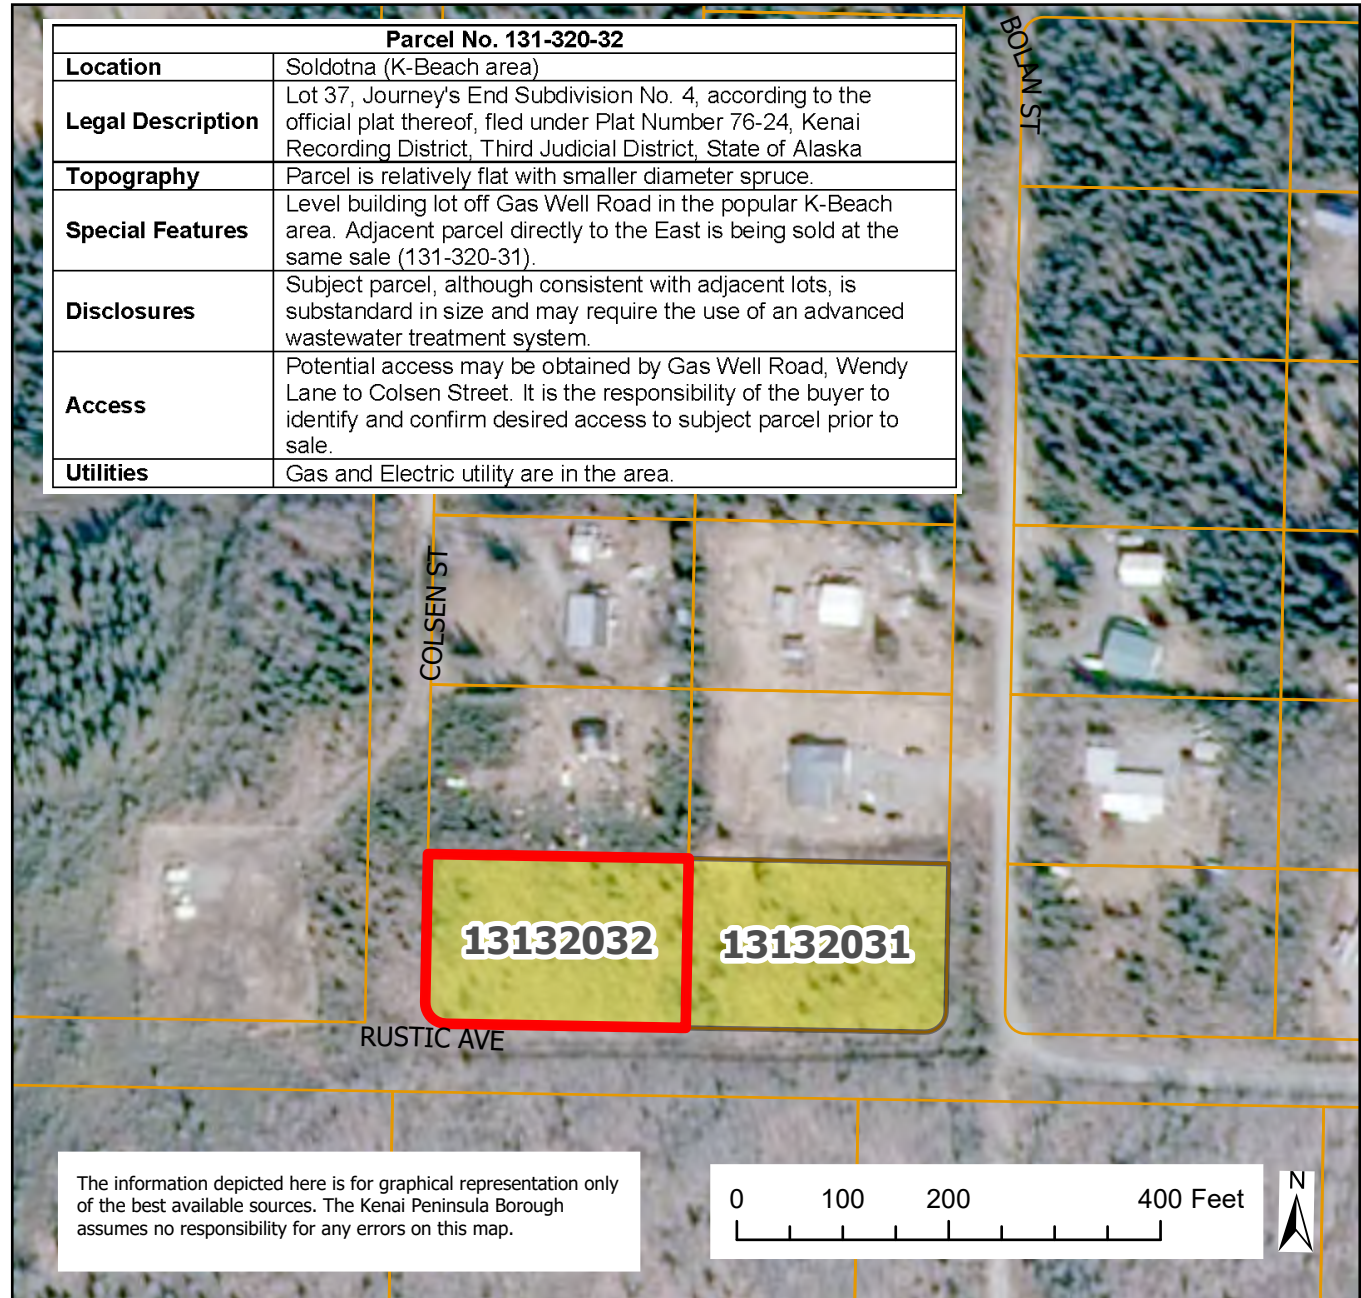 Parcel No. 131-320-32
Location
Soldotna (K-Beach area)
Legal Description
Lot 37, Journey's End Subdivision No. 4, according to the
official plat thereof, fled under Plat Number 76-24, Kenai
Recording District, Third Judicial District, State of Alaska
Topography
Parcel is relatively flat with smaller diameter spruce.
Special Features
Level building lot off Gas Well Road in the popular K-Beach
area. Adjacent parcel directly to the East is being sold at the
same sale (131-320-31).
Disclosures
Subject parcel, although consistent with adjacent lots, is
substandard in size and may require the use of an advanced
wastewater treatment system.
Access
Potential access may be obtained by Gas Well Road, Wendy
Lane to Colsen Street. It is the responsibility of the buyer to
identify and confirm desired access to subject parcel prior to
sale.
Utilities
Gas and Electric utility are in the area.
BOLAN ST
COLSEN ST
13132032
13132031
RUSTIC AVE
The information depicted here is for graphical representation only
of the best available sources. The Kenai Peninsula Borough
assumes no responsibility for any errors on this map.
0 100 200 400 Feet
N